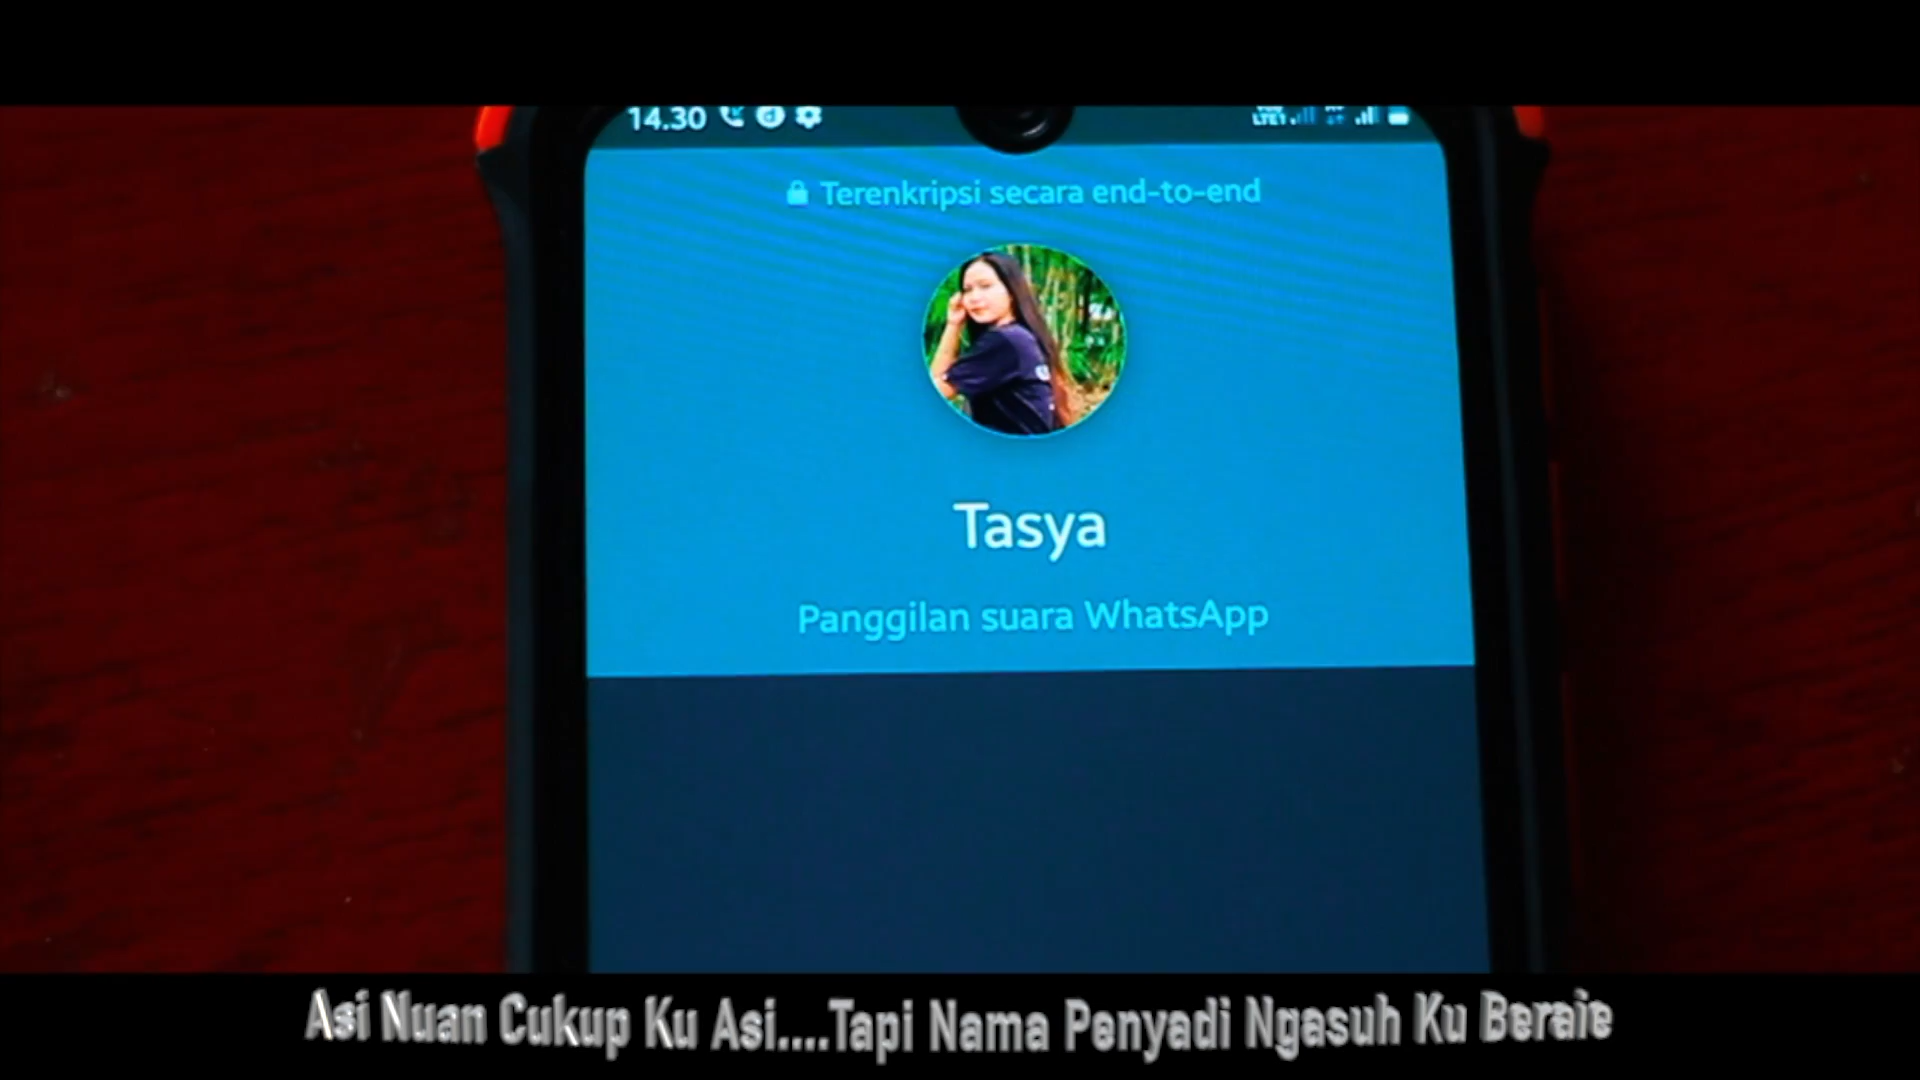 14.30
Terenkripsi secara end-to-end
Tasya
Panggilan suara WhatsApp
Asi Nuan Cukup Ku Asi....Tapi Nama Penyadi Ngasuh Ku Beraie